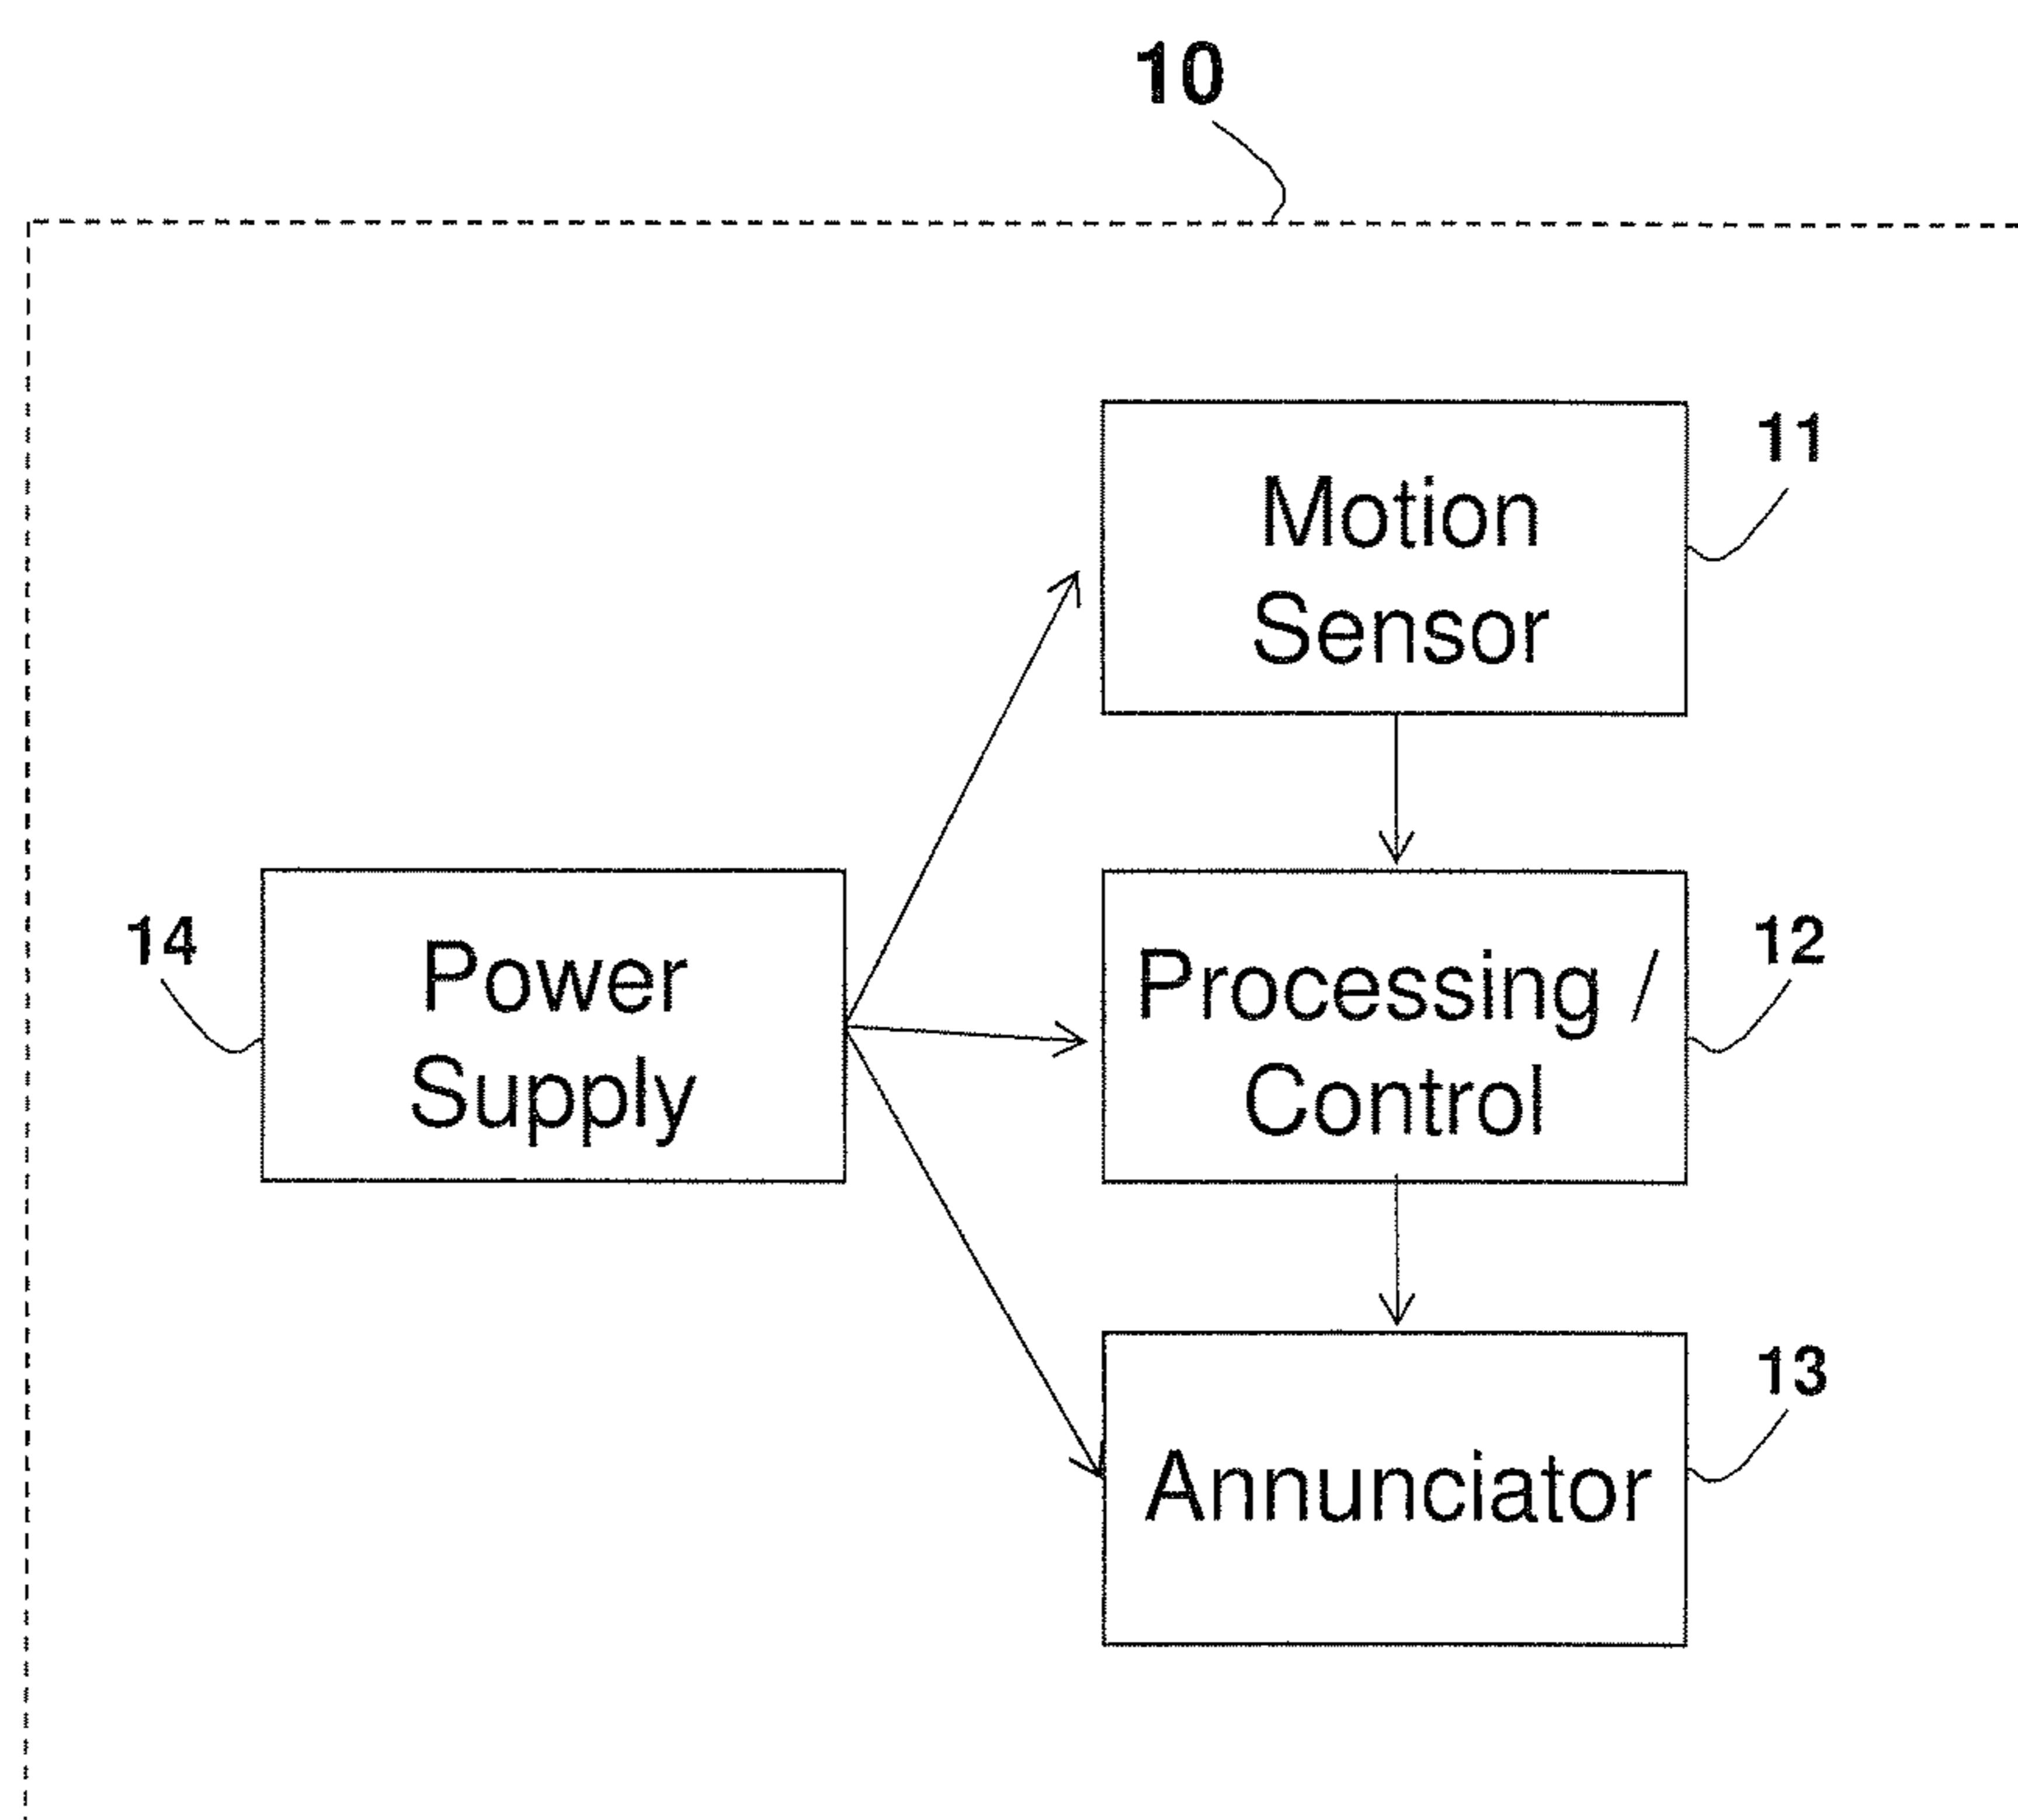 10
11
Motion
Sensor
14
Power
Supply
12
Processing /
Control
13
Annunciator